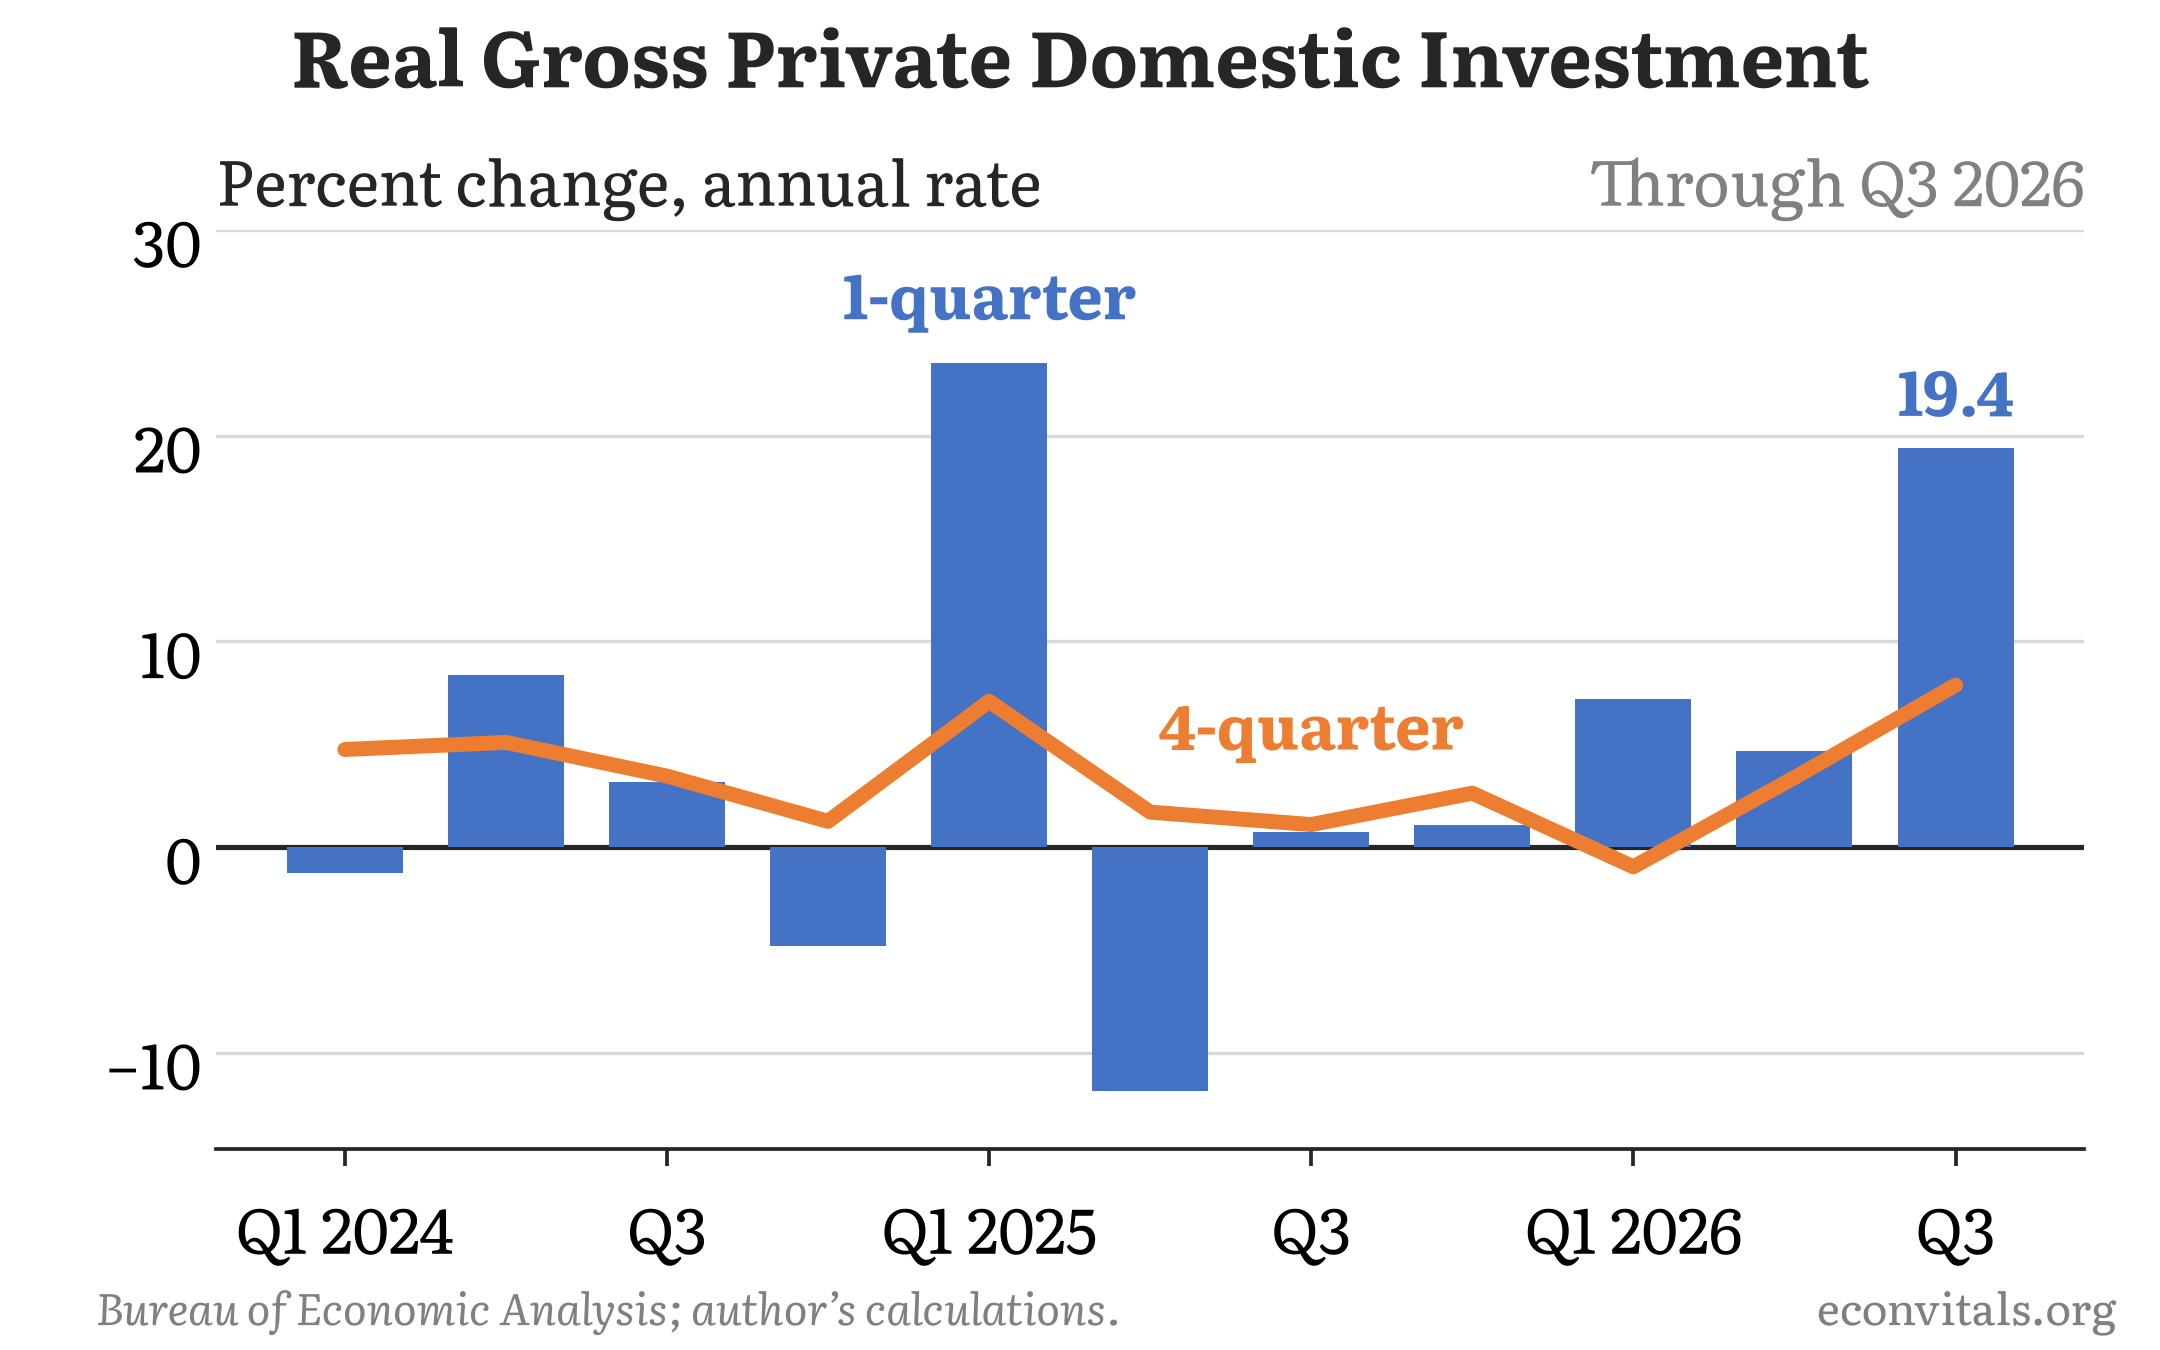 Real Gross Private Domestic Investment
Percent change, annual rate
Through Q3 2026
30
1-quarter
19.4
20
10
4-quarter
0
–10
Q1 2024
Q3
Q1 2025
Q3
Q1 2026
Q3
Bureau of Economic Analysis; author’s calculations.
econvitals.org